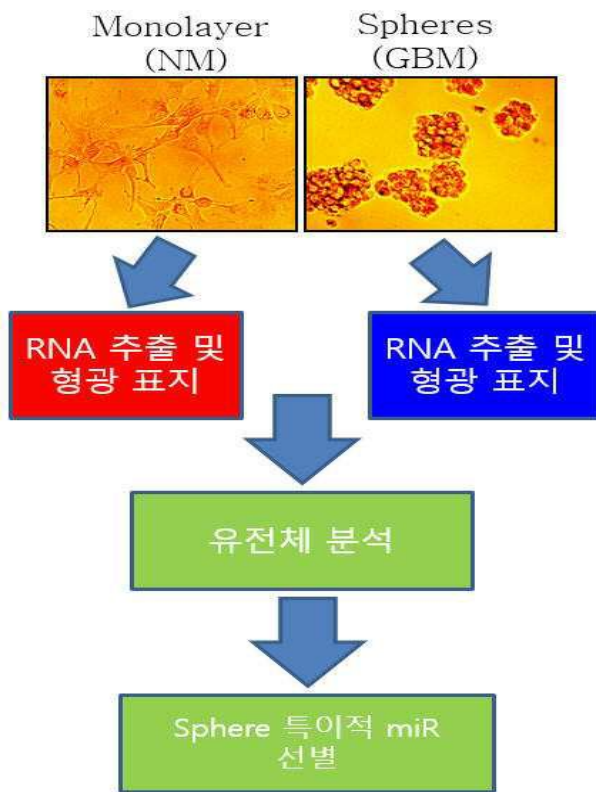 Monolayer
(NM)
Spheres
(GBM)
RNA 추출 및
형광 표지
RNA 추출 및
형광 표지
유전체 분석
Sphere 특이적 miR
선별